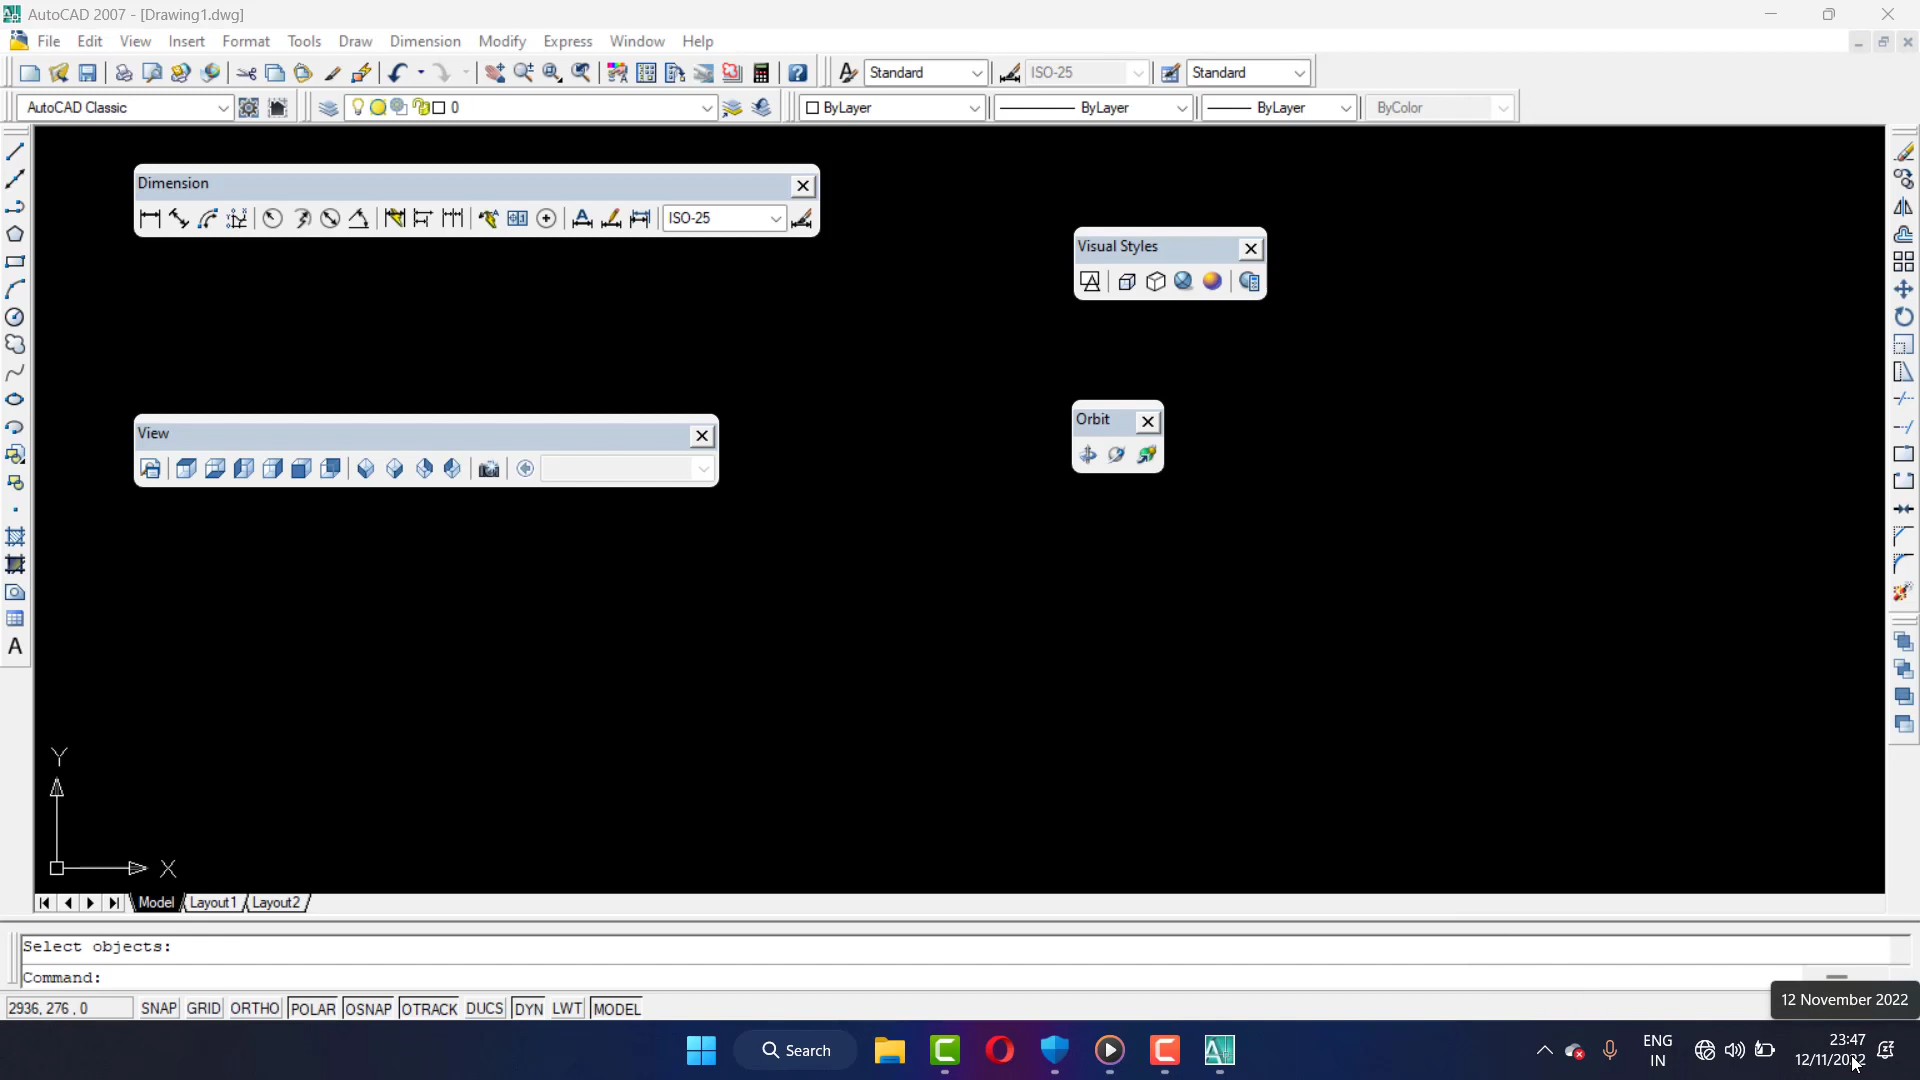 AutoCAD 2007 - [Drawing1.dwg]
File Edit View Insert Format Tools Draw Dimension Modify Express Window Help
Standard ISO-25 Standard
AutoCAD Classic 0 ByLayer ByLayer ByLayer ByColor
Dimension
ISO-25
Visual Styles
Orbit
View
Y
X
Model Layout1 Layout2
Select objects:
Command:
12 November 2022
2936, 276 , 0 SNAP GRID ORTHO POLAR OSNAP OTRACK DUCS DYN LWT MODEL
Search
ENG
IN
23:47
12/11/2022